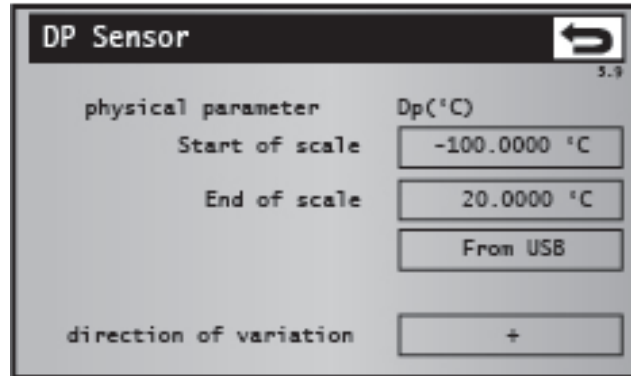 DP Sensor
5.9
physical parameter Dp(°C)
Start of scale -100.0000 °C
End of scale 20.0000 °C
From USB
direction of variation +